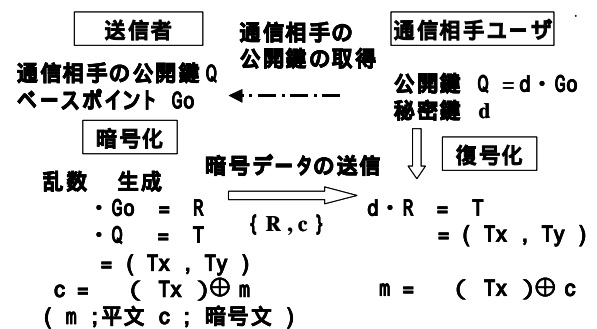 送信者
通信相手の
公開鍵の取得
通信相手ユーザ
通信相手の公開鍵Q
ベースポイント Go
公開鍵 Q =d・Go
秘密鍵 d
暗号化
暗号データの送信
復号化
乱数 生成
・Go = R
・Q = T
= ( Tx , Ty )
{ R , c }
d・R = T
= ( Tx , Ty )
c = ( Tx )⊕ m
m = ( Tx )⊕ c
( m ;平文 c ; 暗号文 )